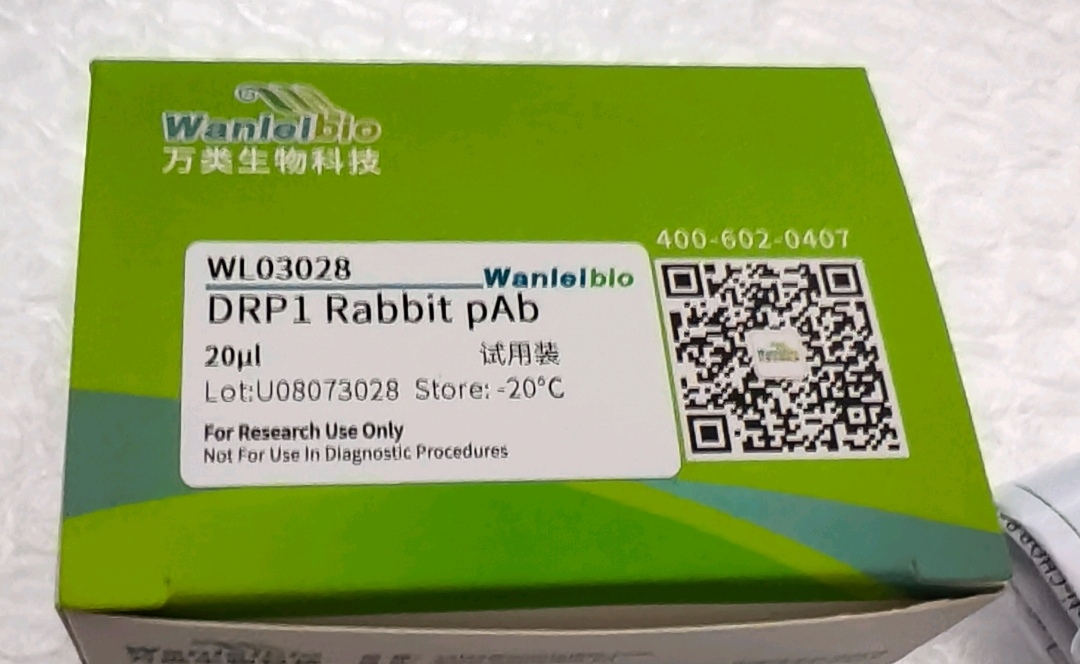 Wanleibio
万类生物科技
400-602-0407
WL03028
Wanleibio
DRP1 Rabbit pAb
20μl 试用装
Lot:U08073028 Store: -20°C
For Research Use Only
Not For Use In Diagnostic Procedures
Wanleibio